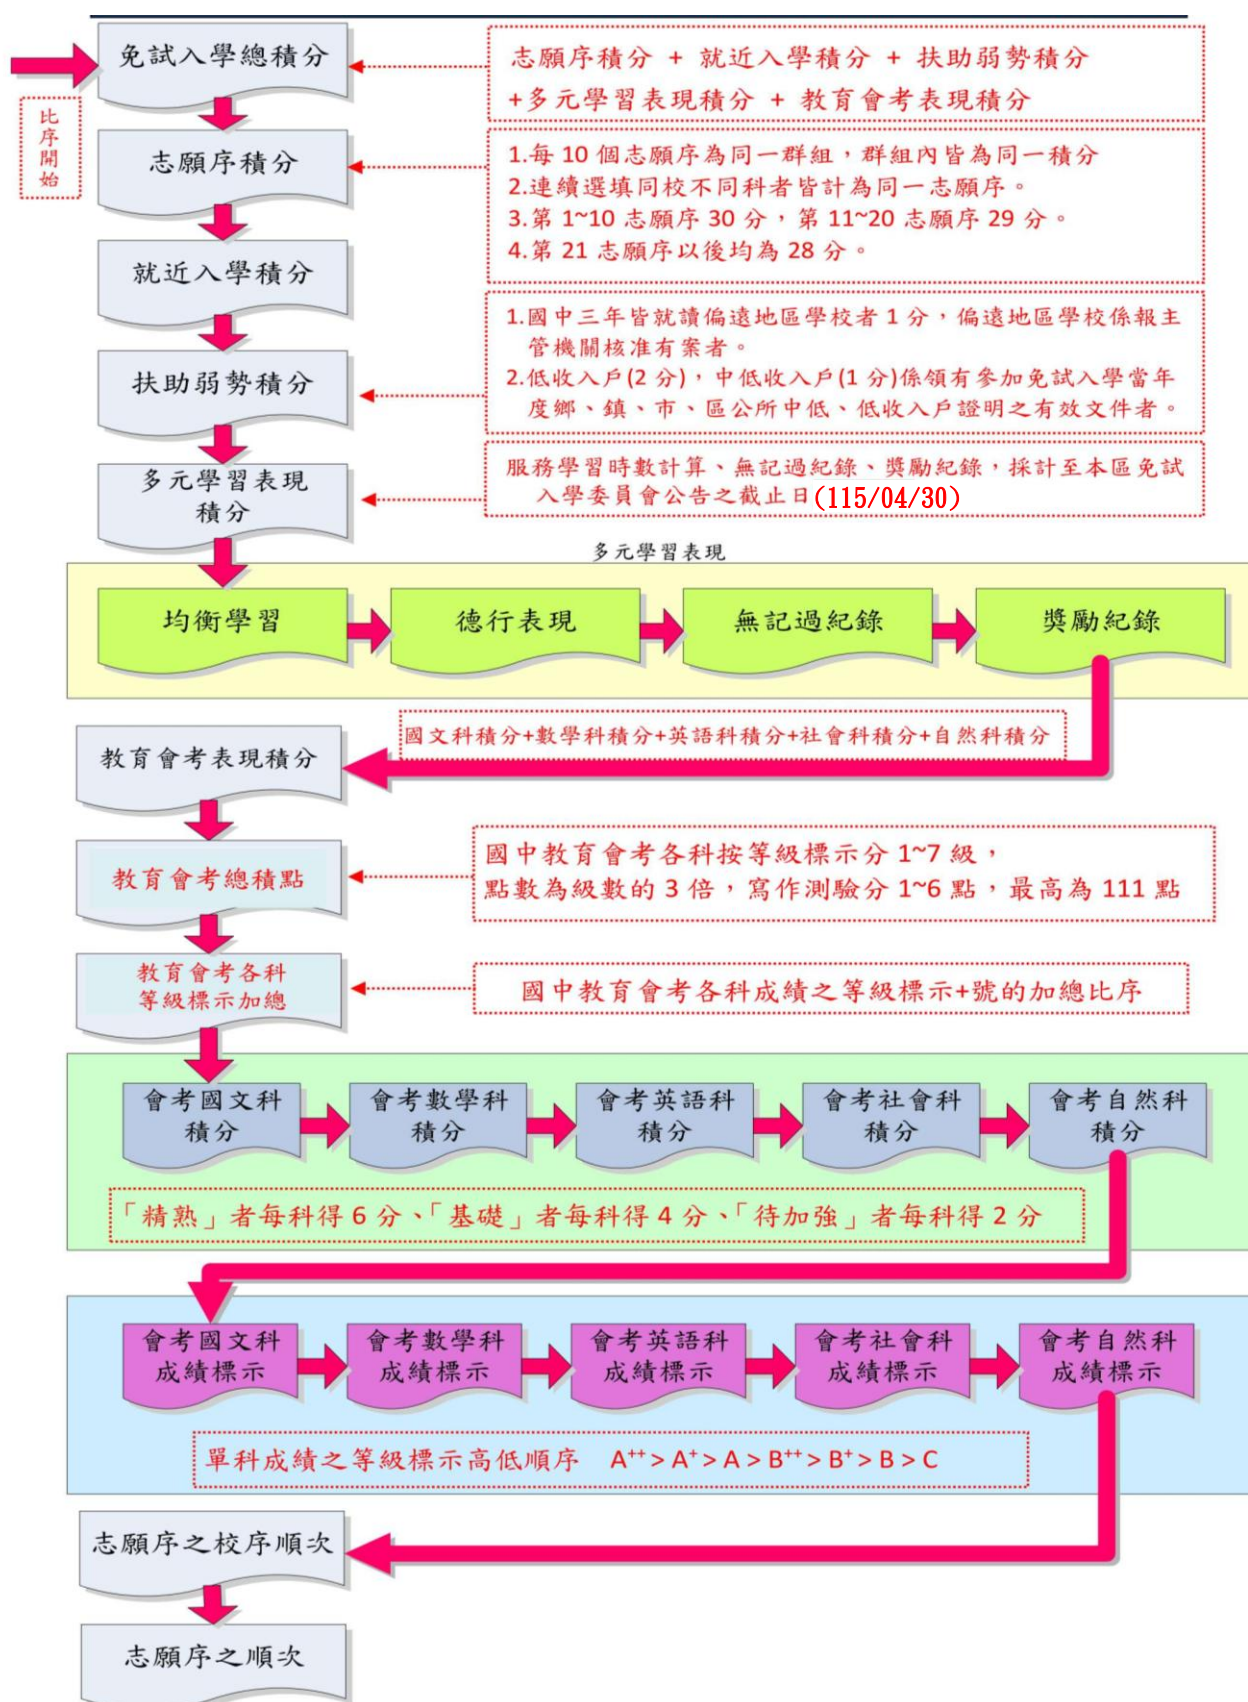 免試入學總積分
志願序積分 + 就近入學積分 + 扶助弱勢積分
+多元學習表現積分 + 教育會考表現積分
比序開始
志願序積分
1.每 10 個志願序為同一群組，群組內皆為同一積分
2.連續選填同校不同科者皆計為同一志願序。
3.第 1~10 志願序 30 分，第 11~20 志願序 29 分。
4.第 21 志願序以後均為 28 分。
就近入學積分
扶助弱勢積分
1.國中三年皆就讀偏遠地區學校者 1 分，偏遠地區學校係報主
管機關核准有案者。
2.低收入戶(2 分)，中低收入戶(1 分)係領有參加免試入學當年
度鄉、鎮、市、區公所中低、低收入戶證明之有效文件者。
多元學習表現
積分
服務學習時數計算、無記過紀錄、獎勵紀錄，採計至本區免試
入學委員會公告之截止日(115/04/30)
多元學習表現
均衡學習
德行表現
無記過紀錄
獎勵紀錄
國文科積分+數學科積分+英語科積分+社會科積分+自然科積分
教育會考表現積分
教育會考總積點
國中教育會考各科按等級標示分 1~7 級，
點數為級數的 3 倍，寫作測驗分 1~6 點，最高為 111 點
教育會考各科
等級標示加總
國中教育會考各科成績之等級標示+號的加總比序
會考國文科
積分
會考數學科
積分
會考英語科
積分
會考社會科
積分
會考自然科
積分
「精熟」者每科得 6 分、「基礎」者每科得 4 分、「待加強」者每科得 2 分
會考國文科
成績標示
會考數學科
成績標示
會考英語科
成績標示
會考社會科
成績標示
會考自然科
成績標示
單科成績之等級標示高低順序 A⁺⁺ > A⁺ > A > B⁺⁺ > B⁺ > B > C
志願序之校序順次
志願序之順次